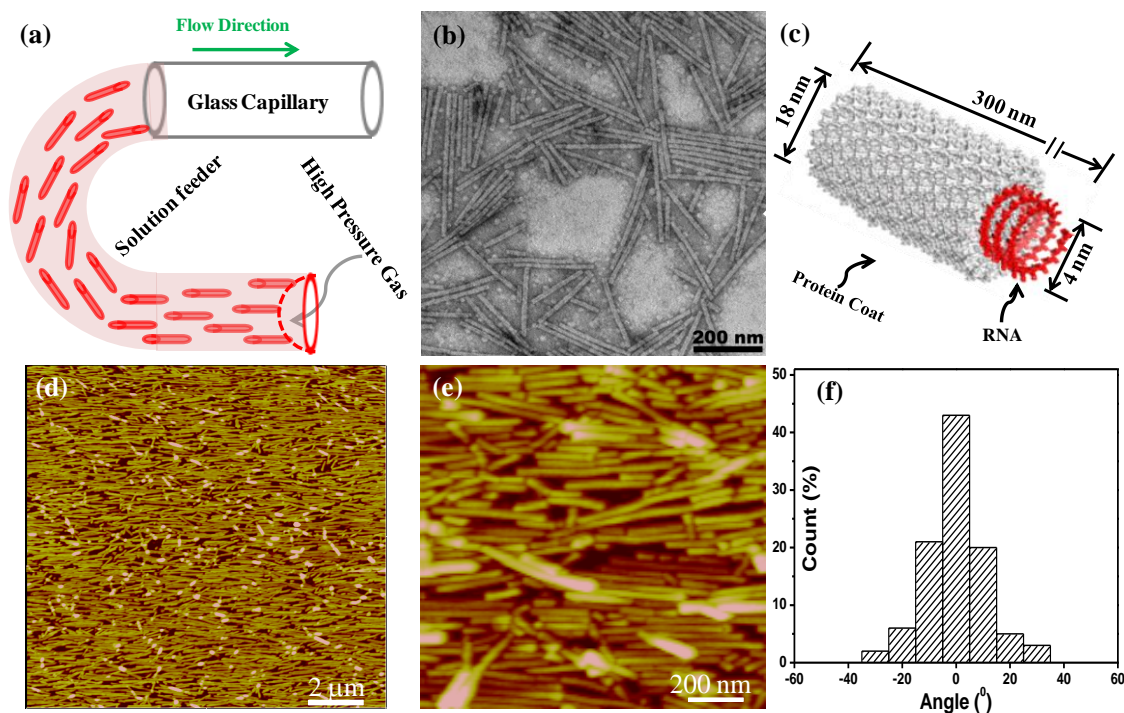 (a)
Flow Direction
Glass Capillary
Solution feeder
High Pressure Gas
(b)
200 nm
(c)
18 nm
300 nm
4 nm
Protein Coat
RNA
(d)
2 μm
(e)
200 nm
(f)
50
40
30
20
10
0
Count (%)
-60 -40 -20 0 20 40 60
Angle (⁰)